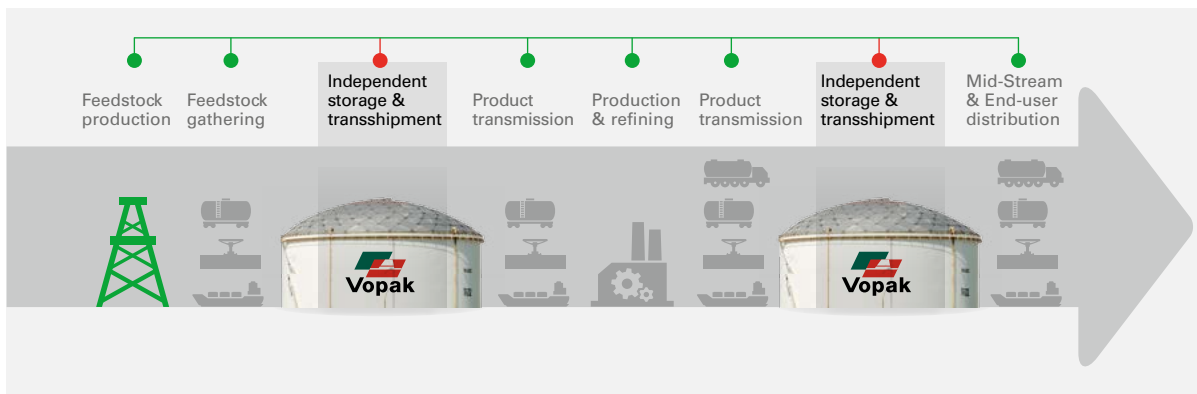 Feedstock
production
Feedstock
gathering
Independent
storage &
transshipment
Product
transmission
Production
& refining
Product
transmission
Independent
storage &
transshipment
Mid-Stream
& End-user
distribution
Vopak
Vopak